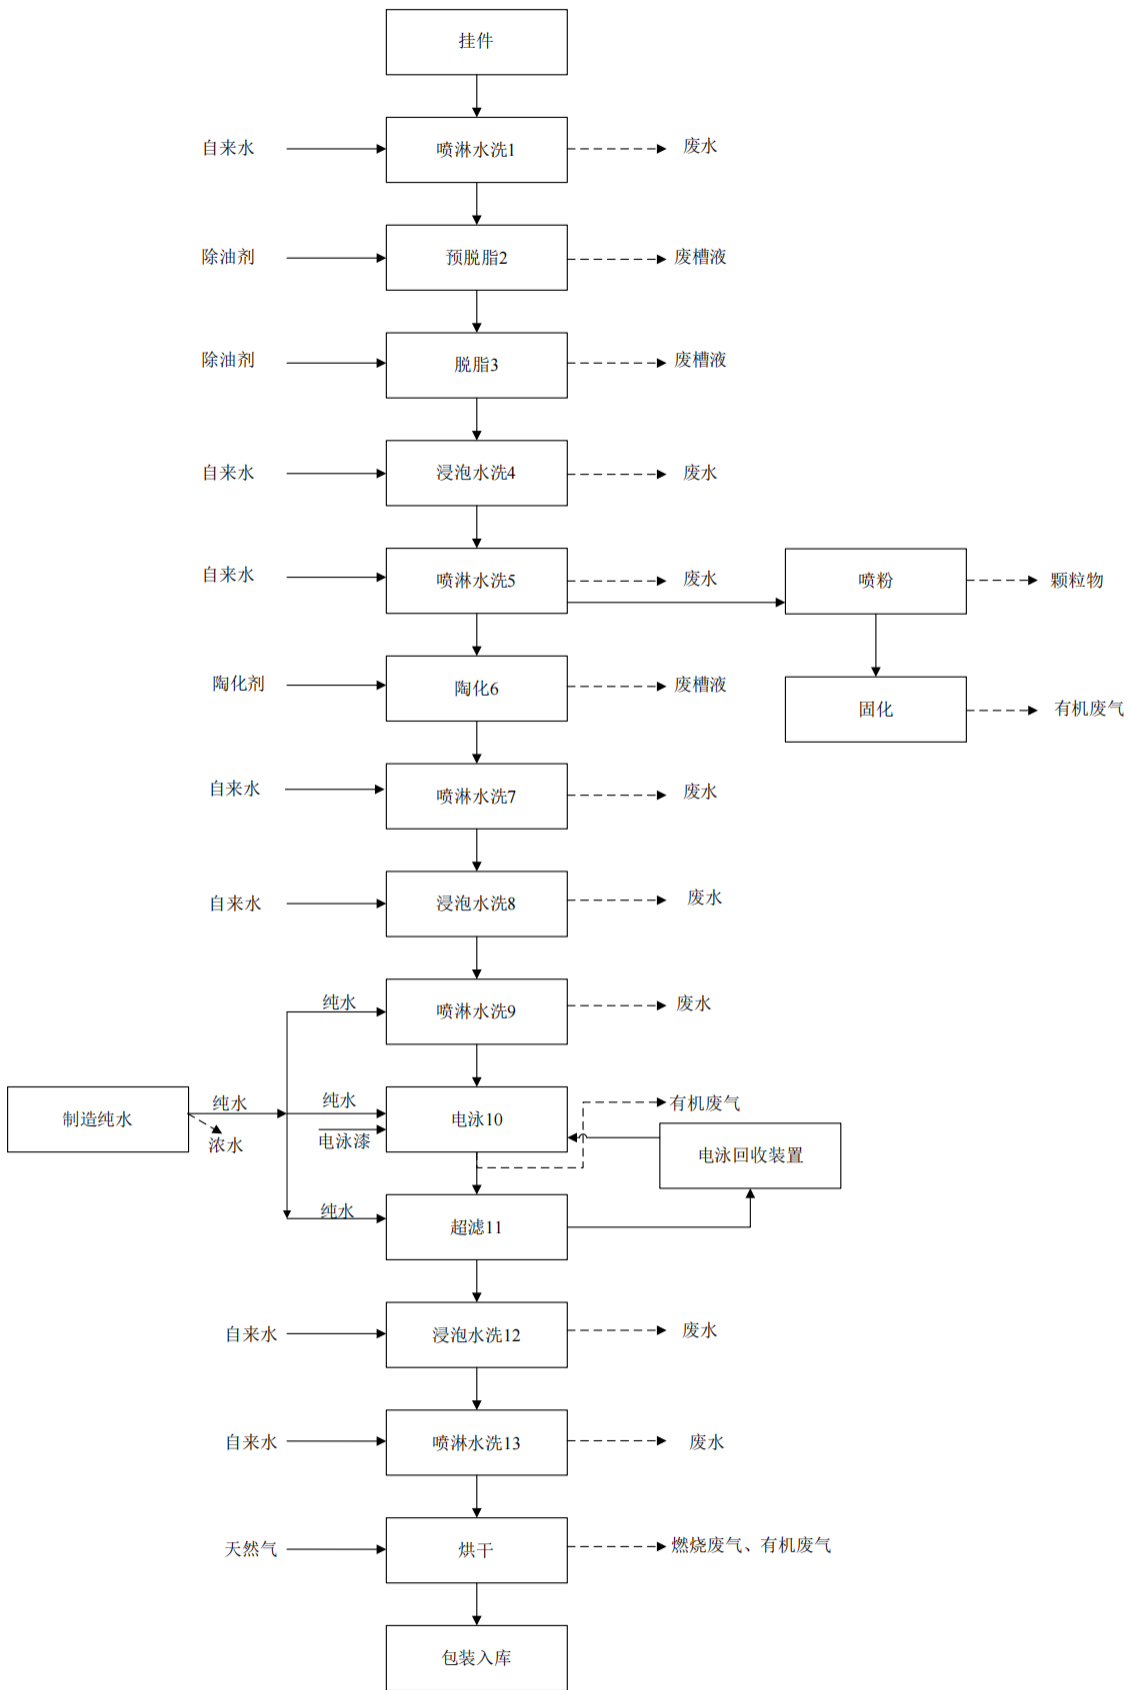 挂件
自来水
喷淋水洗1
废水
除油剂
预脱脂2
废槽液
除油剂
脱脂3
废槽液
自来水
浸泡水洗4
废水
自来水
喷淋水洗5
废水
喷粉
颗粒物
陶化剂
陶化6
废槽液
固化
有机废气
自来水
喷淋水洗7
废水
自来水
浸泡水洗8
废水
纯水
喷淋水洗9
废水
制造纯水
纯水
浓水
纯水
电泳漆
电泳10
有机废气
电泳回收装置
纯水
超滤11
自来水
浸泡水洗12
废水
自来水
喷淋水洗13
废水
天然气
烘干
燃烧废气、有机废气
包装入库